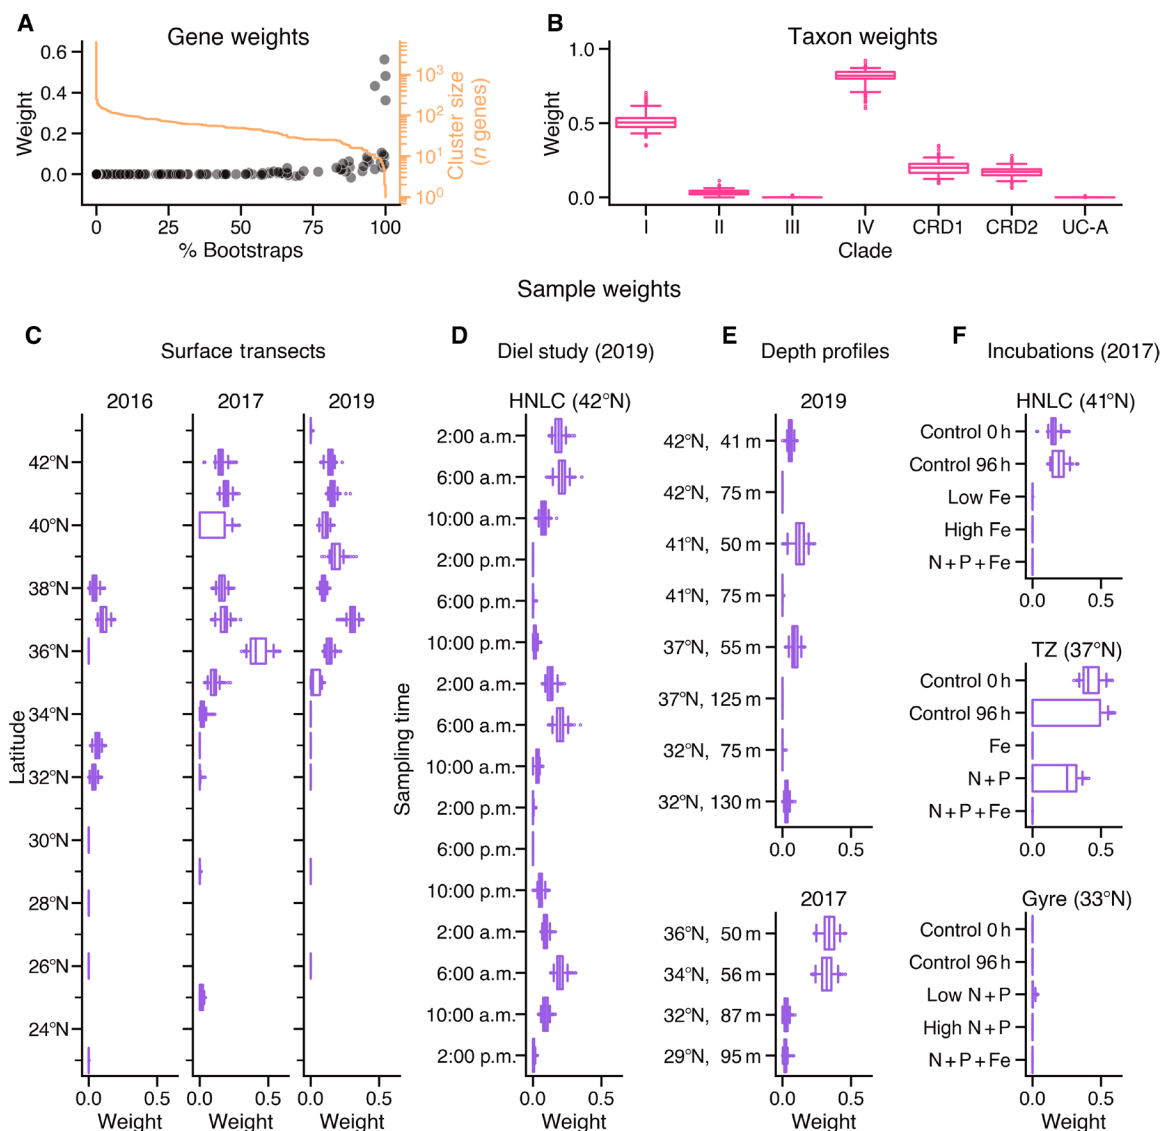 A
Gene weights
0.6
0.4
0.2
0.0
Weight
10³
10²
10¹
10⁰
Cluster size
(n genes)
0 25 50 75 100
% Bootstraps
B
Taxon weights
1.0
0.5
0.0
Weight
I II III IV CRD1 CRD2 UC-A
Clade
Sample weights
C
Surface transects
2016 2017 2019
42°N
40°N
38°N
36°N
34°N
32°N
30°N
28°N
26°N
24°N
Latitude
0.0 0.5 0.0 0.5 0.0 0.5
Weight Weight Weight
D
Diel study (2019)
HNLC (42°N)
2:00 a.m.
6:00 a.m.
10:00 a.m.
2:00 p.m.
6:00 p.m.
10:00 p.m.
2:00 a.m.
6:00 a.m.
10:00 a.m.
2:00 p.m.
6:00 p.m.
10:00 p.m.
2:00 a.m.
6:00 a.m.
10:00 a.m.
2:00 p.m.
Sampling time
0.0 0.5
Weight
E
Depth profiles
2019
42°N, 41 m
42°N, 75 m
41°N, 50 m
41°N, 75 m
37°N, 55 m
37°N, 125 m
32°N, 75 m
32°N, 130 m
0.0 0.5
2017
36°N, 50 m
34°N, 56 m
32°N, 87 m
29°N, 95 m
0.0 0.5
Weight
F
Incubations (2017)
HNLC (41°N)
Control 0 h
Control 96 h
Low Fe
High Fe
N + P + Fe
0.0 0.5
TZ (37°N)
Control 0 h
Control 96 h
Fe
N + P
N + P + Fe
0.0 0.5
Gyre (33°N)
Control 0 h
Control 96 h
Low N + P
High N + P
N + P + Fe
0.0 0.5
Weight